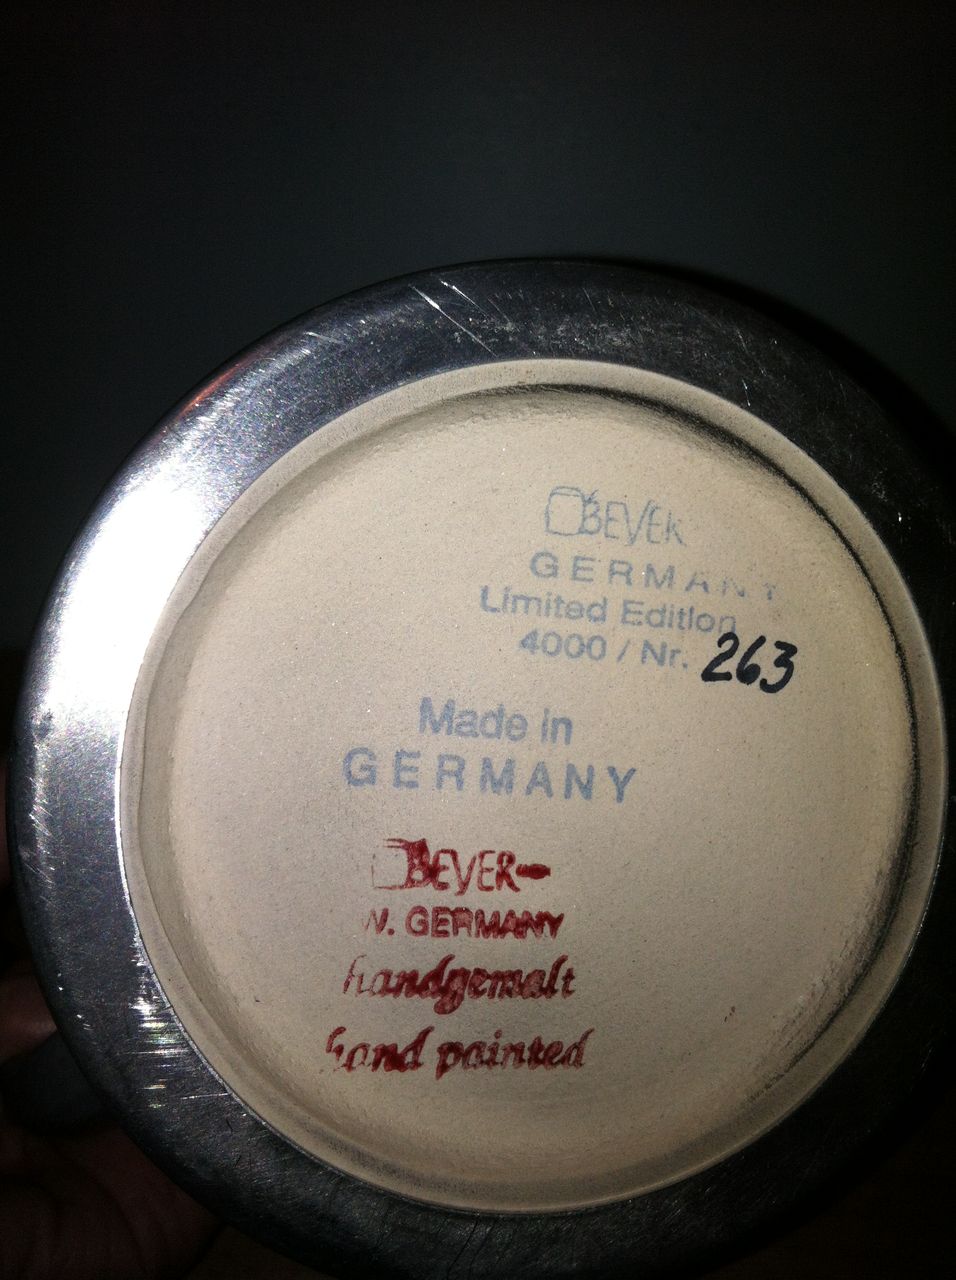 BEVER
GERMANY
Limited Edition
4000 / Nr. 263
Made in
GERMANY
BEVER
W. GERMANY
handgemalt
hand painted